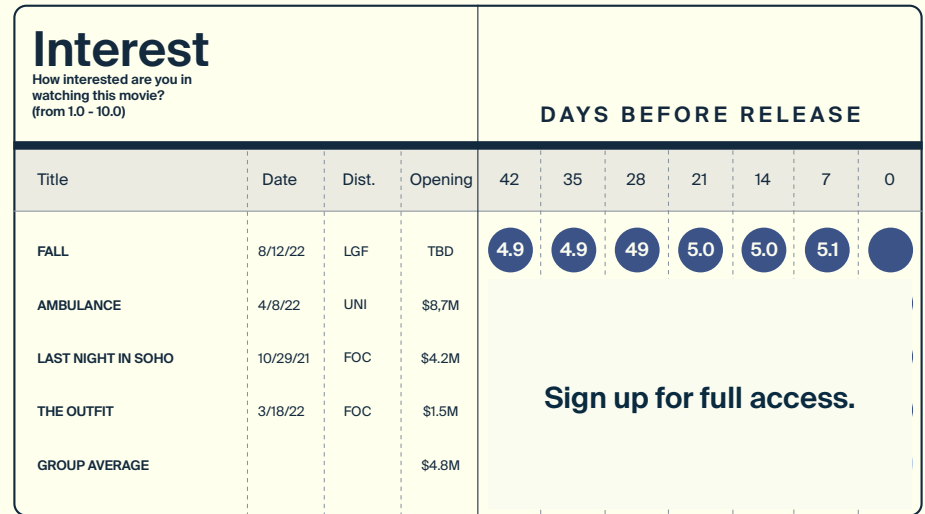 Interest
How interested are you in
watching this movie?
(from 1.0 - 10.0)
DAYS BEFORE RELEASE
Title Date Dist. Opening 42 35 28 21 14 7 0
FALL 8/12/22 LGF TBD 4.9 4.9 49 5.0 5.0 5.1
AMBULANCE 4/8/22 UNI $8,7M
LAST NIGHT IN SOHO 10/29/21 FOC $4.2M
Sign up for full access.
THE OUTFIT 3/18/22 FOC $1.5M
GROUP AVERAGE $4.8M